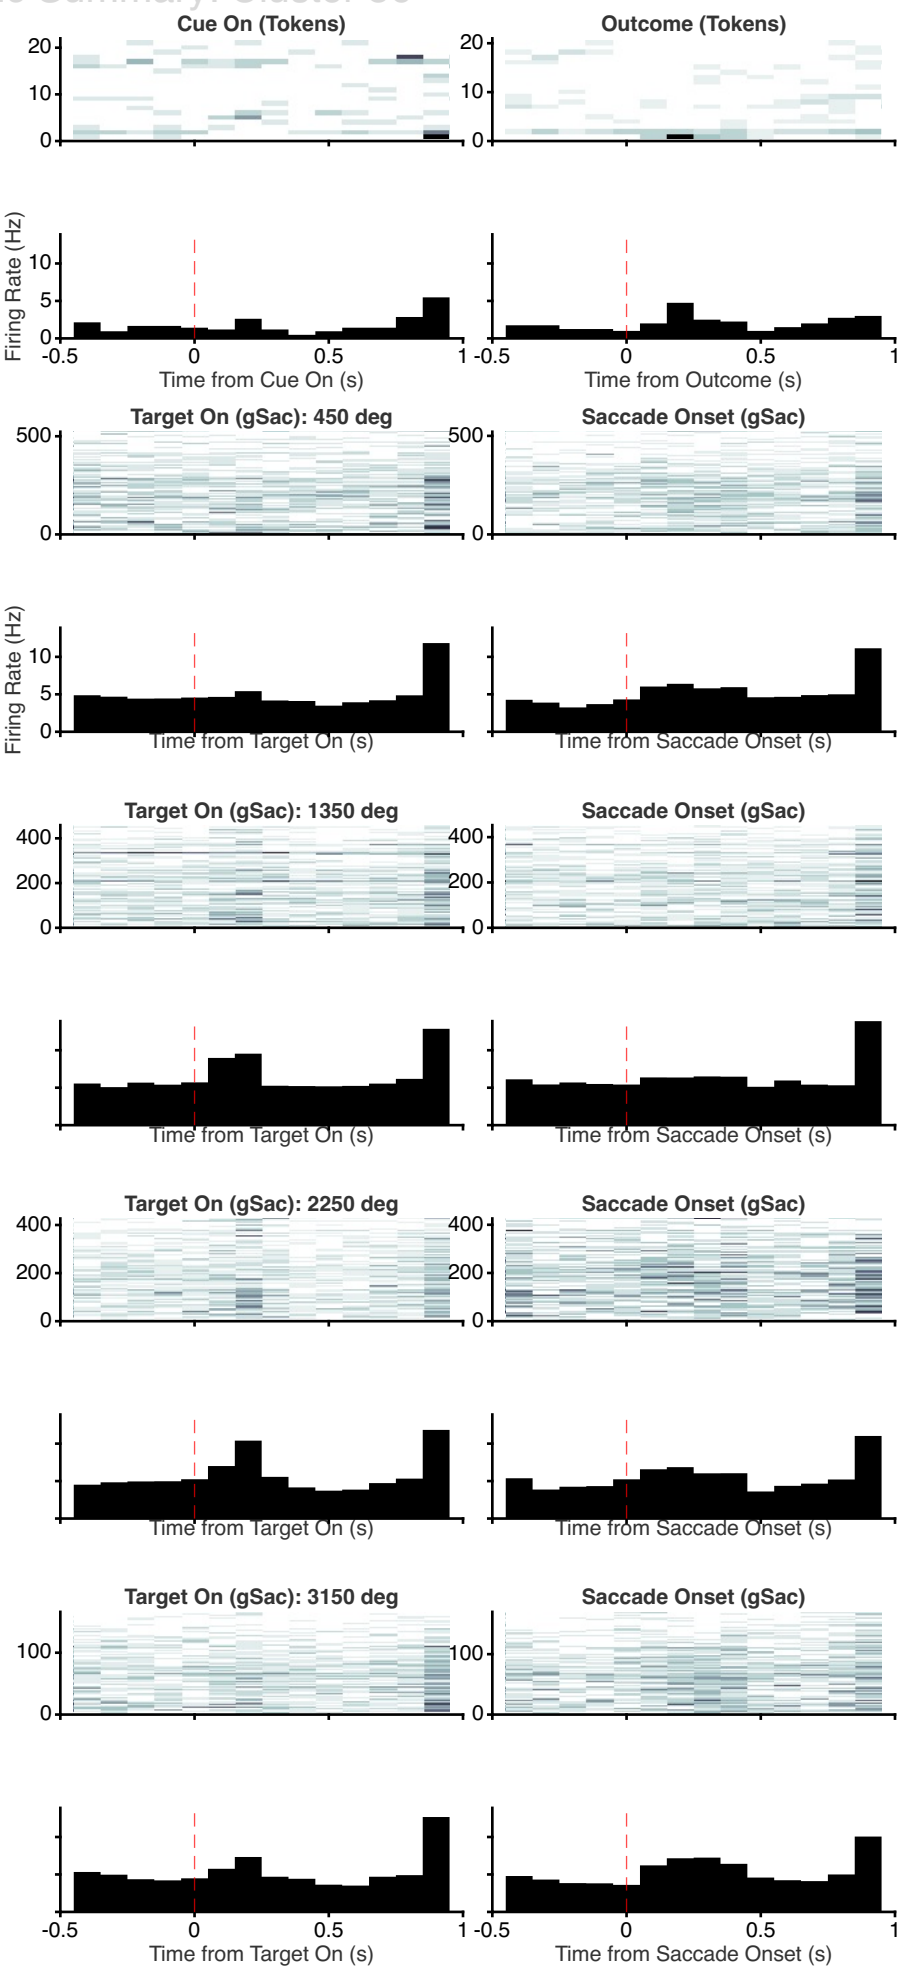 Summary: Cluster
Cue On (Tokens)
Outcome (Tokens)
20
10
0
20
10
0
Firing Rate (Hz)
10
5
0
-0.5
0
0.5
1
-0.5
0
0.5
1
Time from Cue On (s)
Time from Outcome (s)
Target On (gSac): 450 deg
Saccade Onset (gSac)
500
0
500
0
Firing Rate (Hz)
10
5
0
Time from Target On (s)
Time from Saccade Onset (s)
Target On (gSac): 1350 deg
Saccade Onset (gSac)
400
200
0
400
200
0
Time from Target On (s)
Time from Saccade Onset (s)
Target On (gSac): 2250 deg
Saccade Onset (gSac)
400
200
0
400
200
0
Time from Target On (s)
Time from Saccade Onset (s)
Target On (gSac): 3150 deg
Saccade Onset (gSac)
100
0
100
0
-0.5
0
0.5
1
-0.5
0
0.5
1
Time from Target On (s)
Time from Saccade Onset (s)